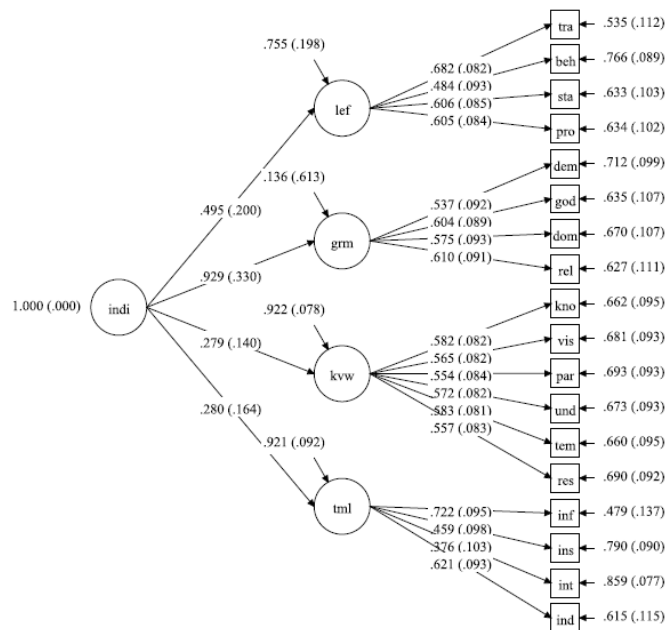 tra
.535 (.112)
.755 (.198)
beh
.766 (.089)
.682 (.082)
.484 (.093)
sta
.633 (.103)
lef
.606 (.085)
.605 (.084)
pro
.634 (.102)
dem
.712 (.099)
.136 (.613)
.537 (.092)
god
.635 (.107)
.495 (.200)
.604 (.089)
dom
.670 (.107)
grm
.575 (.093)
.610 (.091)
rel
.627 (.111)
.929 (.330)
kno
.662 (.095)
1.000 (.000)
indi
.922 (.078)
vis
.681 (.093)
.279 (.140)
.582 (.082)
.565 (.082)
par
.693 (.093)
kvw
.554 (.084)
.572 (.082)
und
.673 (.093)
.280 (.164)
.583 (.081)
.557 (.083)
tem
.660 (.095)
.921 (.092)
res
.690 (.092)
tml
.722 (.095)
inf
.479 (.137)
.459 (.098)
ins
.790 (.090)
.376 (.103)
.621 (.093)
int
.859 (.077)
ind
.615 (.115)